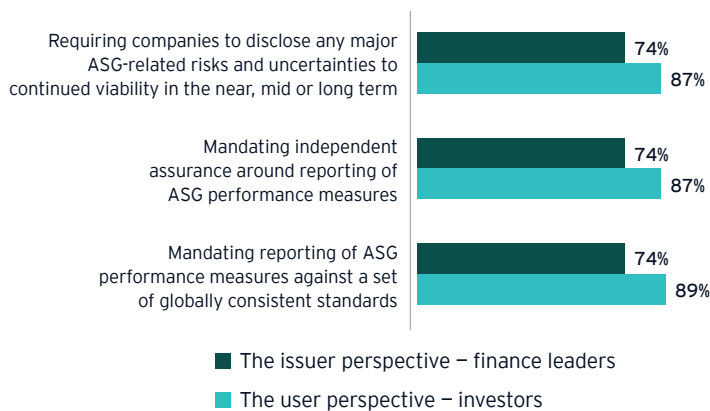 Requiring companies to disclose any major
ASG-related risks and uncertainties to
continued viability in the near, mid or long term
74%
87%
Mandating independent
assurance around reporting of
ASG performance measures
74%
87%
Mandating reporting of ASG
performance measures against a set
of globally consistent standards
74%
89%
The issuer perspective – finance leaders
The user perspective – investors